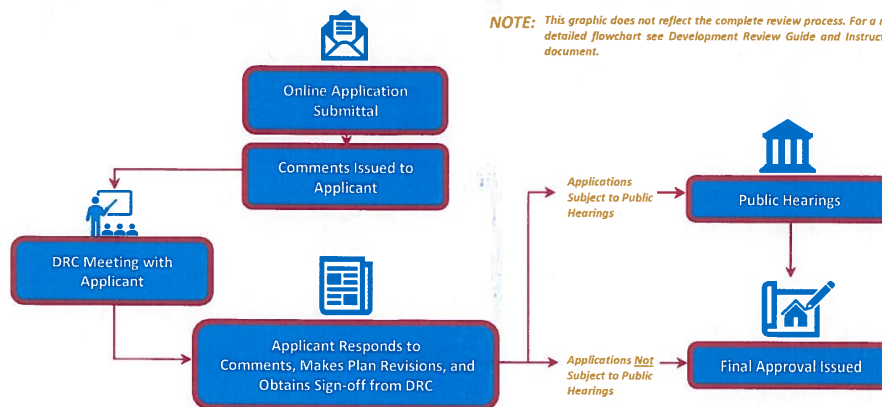 NOTE: This graphic does not reflect the complete review process. For a
detailed flowchart see Development Review Guide and
document.
Online Application
Submittal
Comments Issued to
Applicant
DRC Meeting with
Applicant
Applicant Responds to
Comments, Makes Plan Revisions, and
Obtains Sign-off from DRC
Applications
Subject to Public
Hearings
Public Hearings
Applications Not
Subject to Public
Hearings
Final Approval Issued